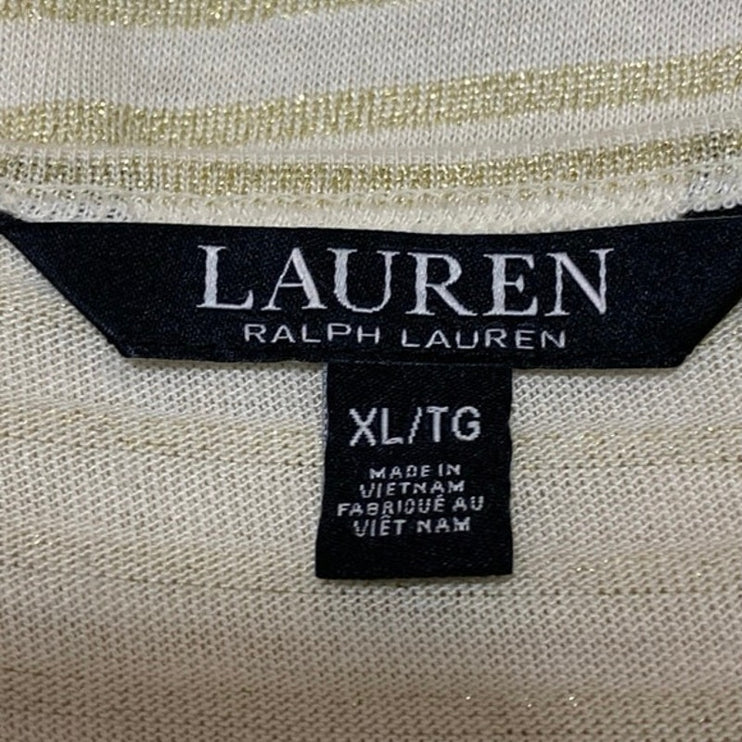 LAUREN
RALPH LAUREN
XL/TG
MADE IN
VIETNAM
FABRIQUÉ AU
VIÊT NAM